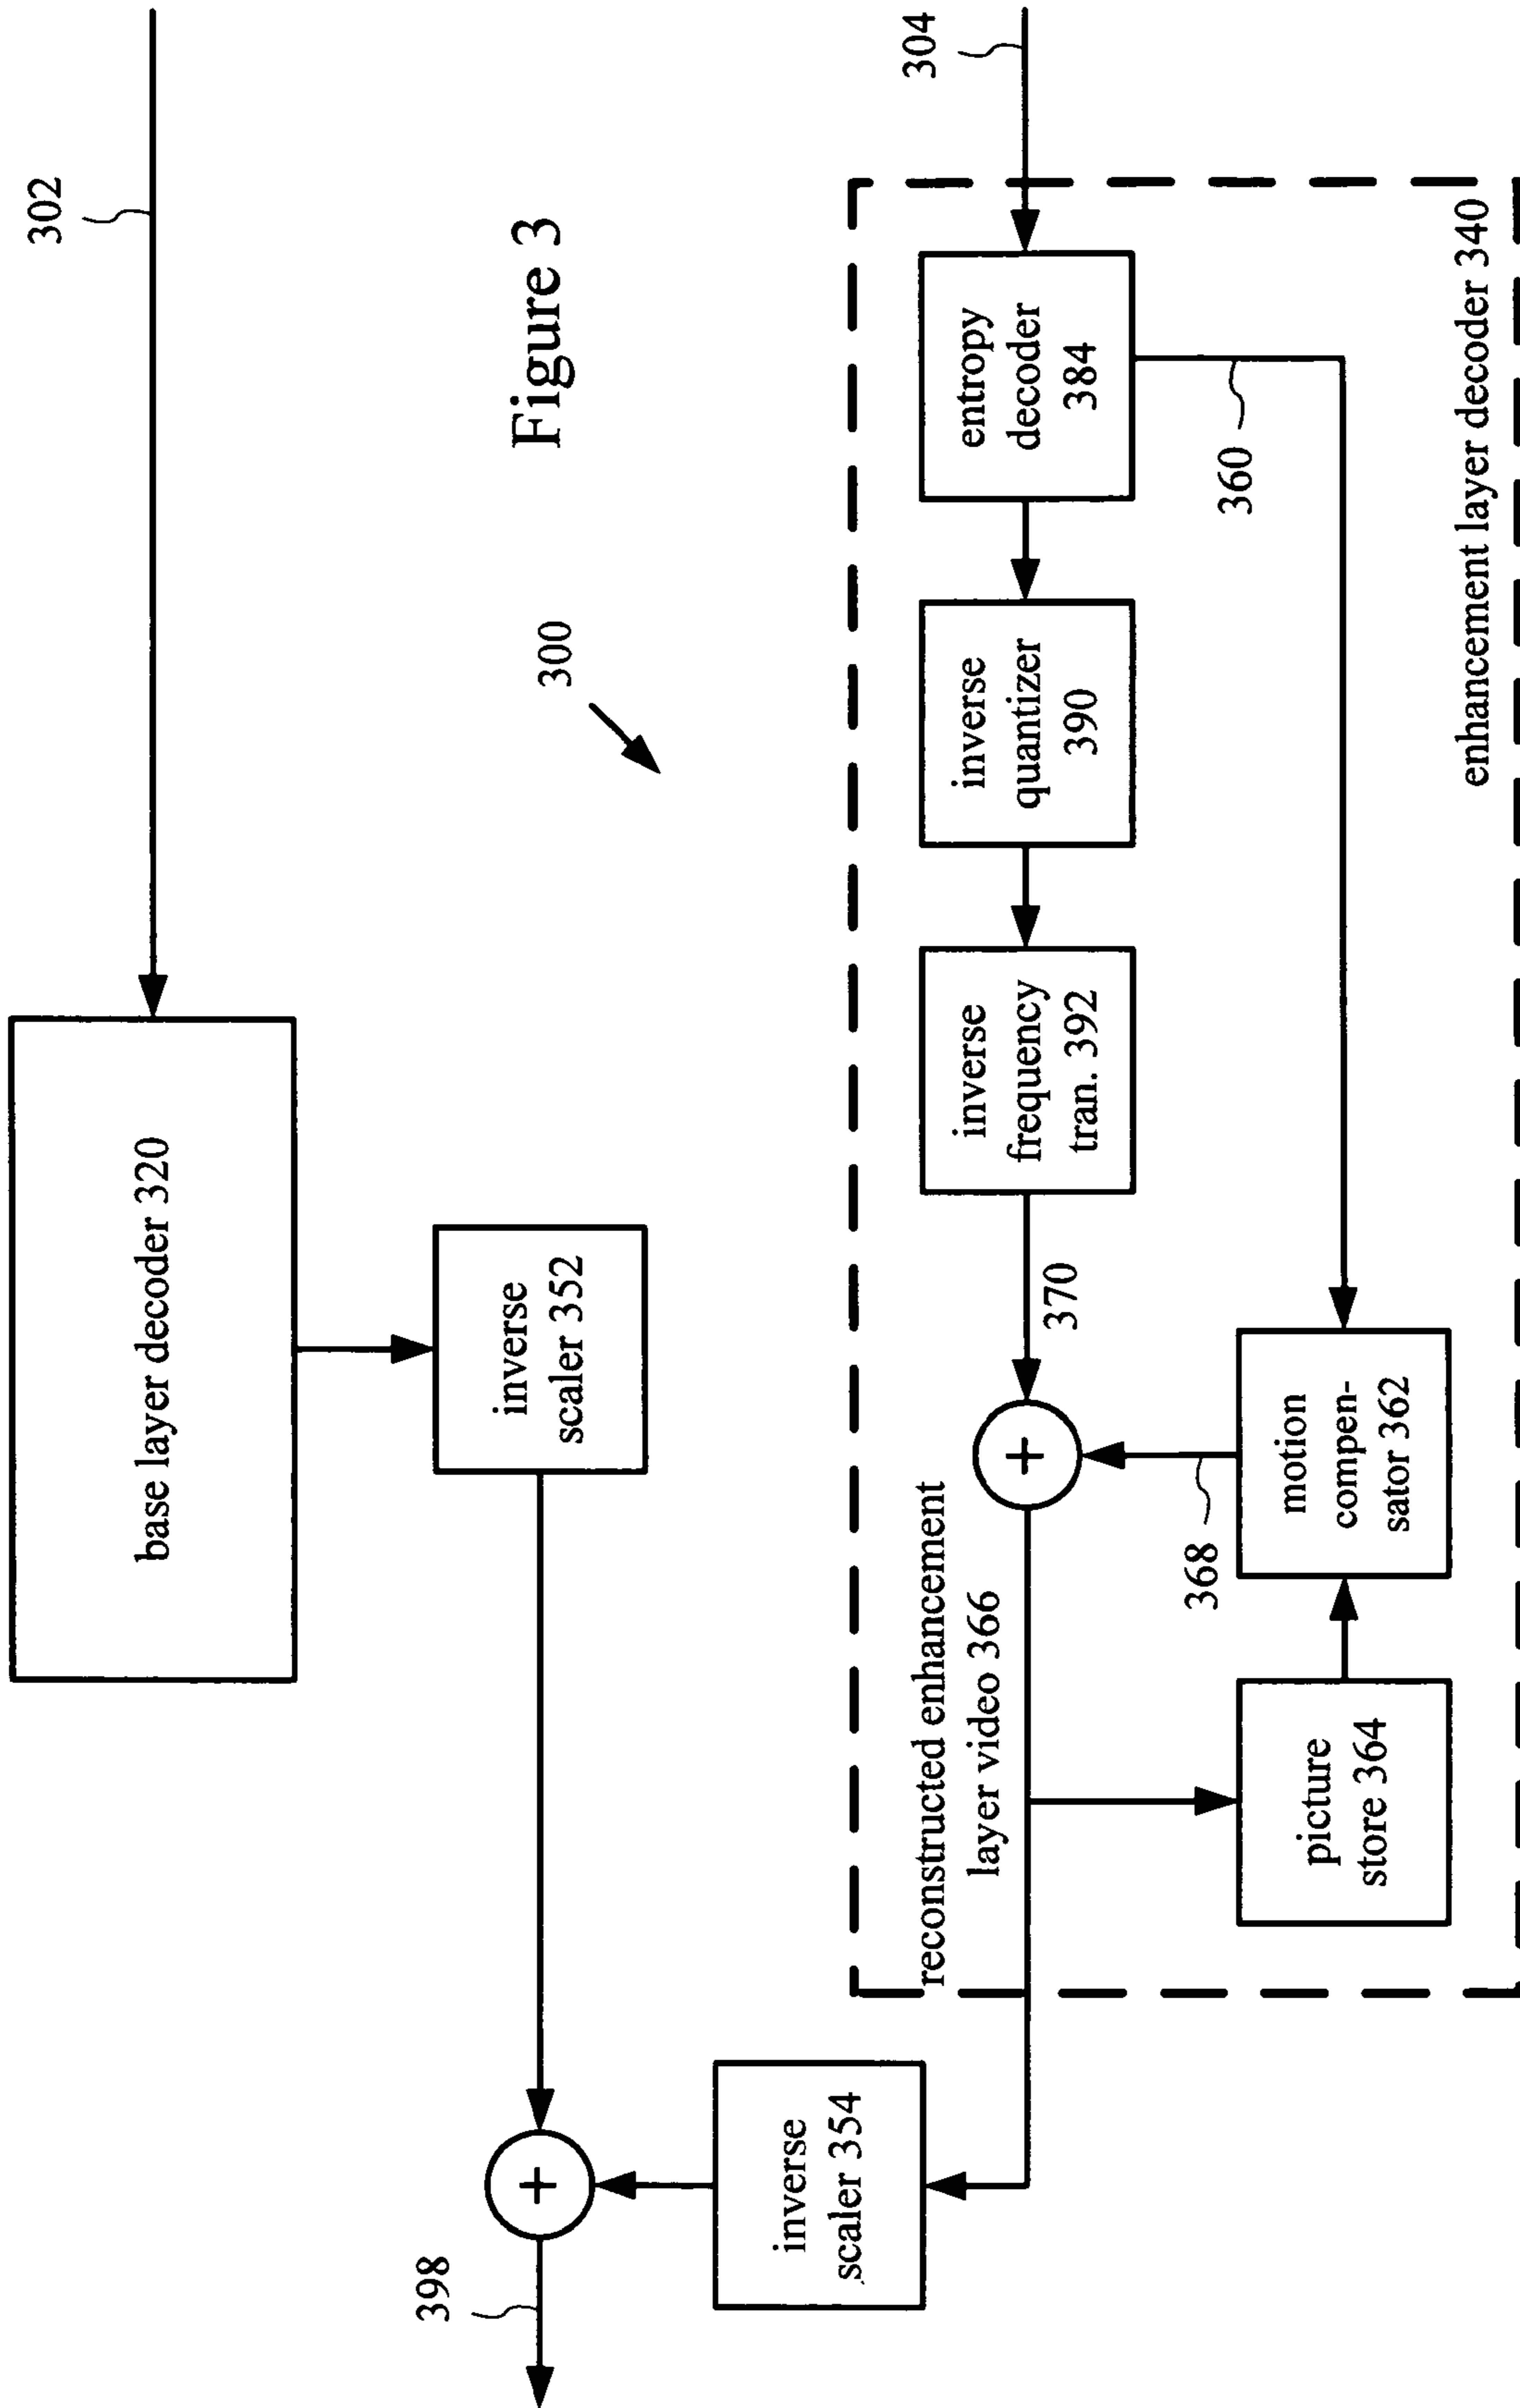 302
base layer decoder 320
Figure 3
300
inverse
scaler 352
398
inverse
scaler 354
304
entropy
decoder
384
inverse
quantizer
390
inverse
frequency
tran. 392
360
370
reconstructed enhancement
layer video 366
368
motion
compen-
sator 362
picture
store 364
enhancement layer decoder 340